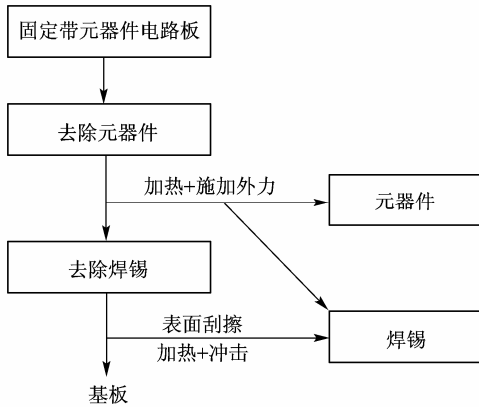 固定带元器件电路板
去除元器件
加热+施加外力
元器件
去除焊锡
表面刮擦
焊锡
加热+冲击
基板